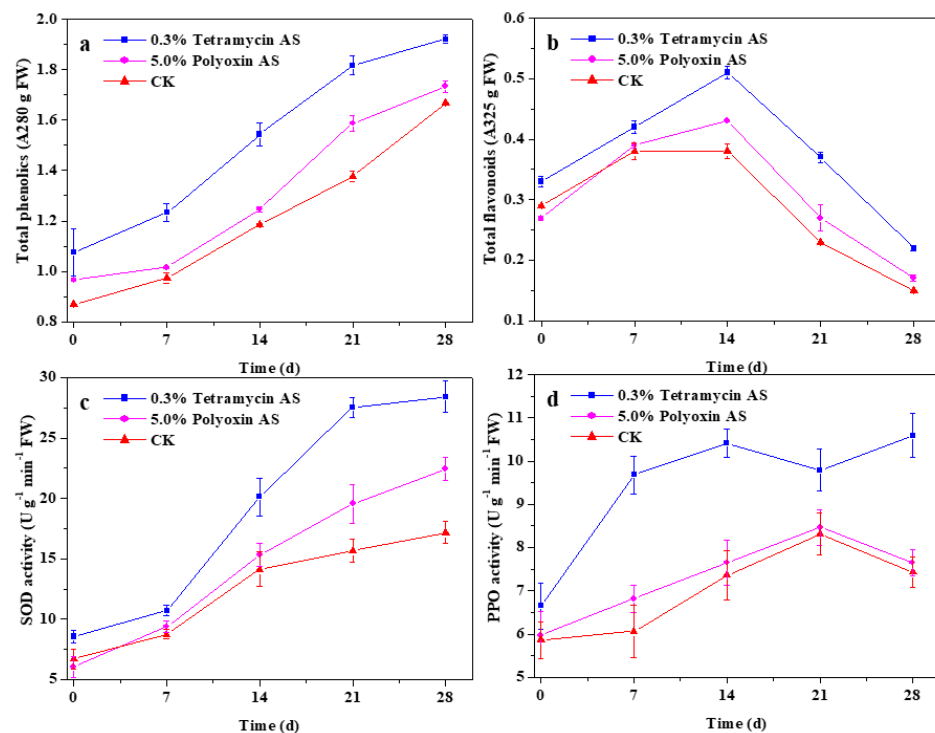 a
0.3% Tetramycin AS
5.0% Polyoxin AS
CK
Total phenolics (A280 g FW)
2.0
1.8
1.6
1.4
1.2
1.0
0.8
0
7
14
21
28
Time (d)
b
0.3% Tetramycin AS
5.0% Polyoxin AS
CK
Total flavonoids (A325 g FW)
0.6
0.5
0.4
0.3
0.2
0.1
0
7
14
21
28
Time (d)
c
0.3% Tetramycin AS
5.0% Polyoxin AS
CK
SOD activity (U g⁻¹ min⁻¹ FW)
30
25
20
15
10
5
0
7
14
21
28
Time (d)
d
0.3% Tetramycin AS
5.0% Polyoxin AS
CK
PPO activity (U g⁻¹ min⁻¹ FW)
12
11
10
9
8
7
6
5
0
7
14
21
28
Time (d)